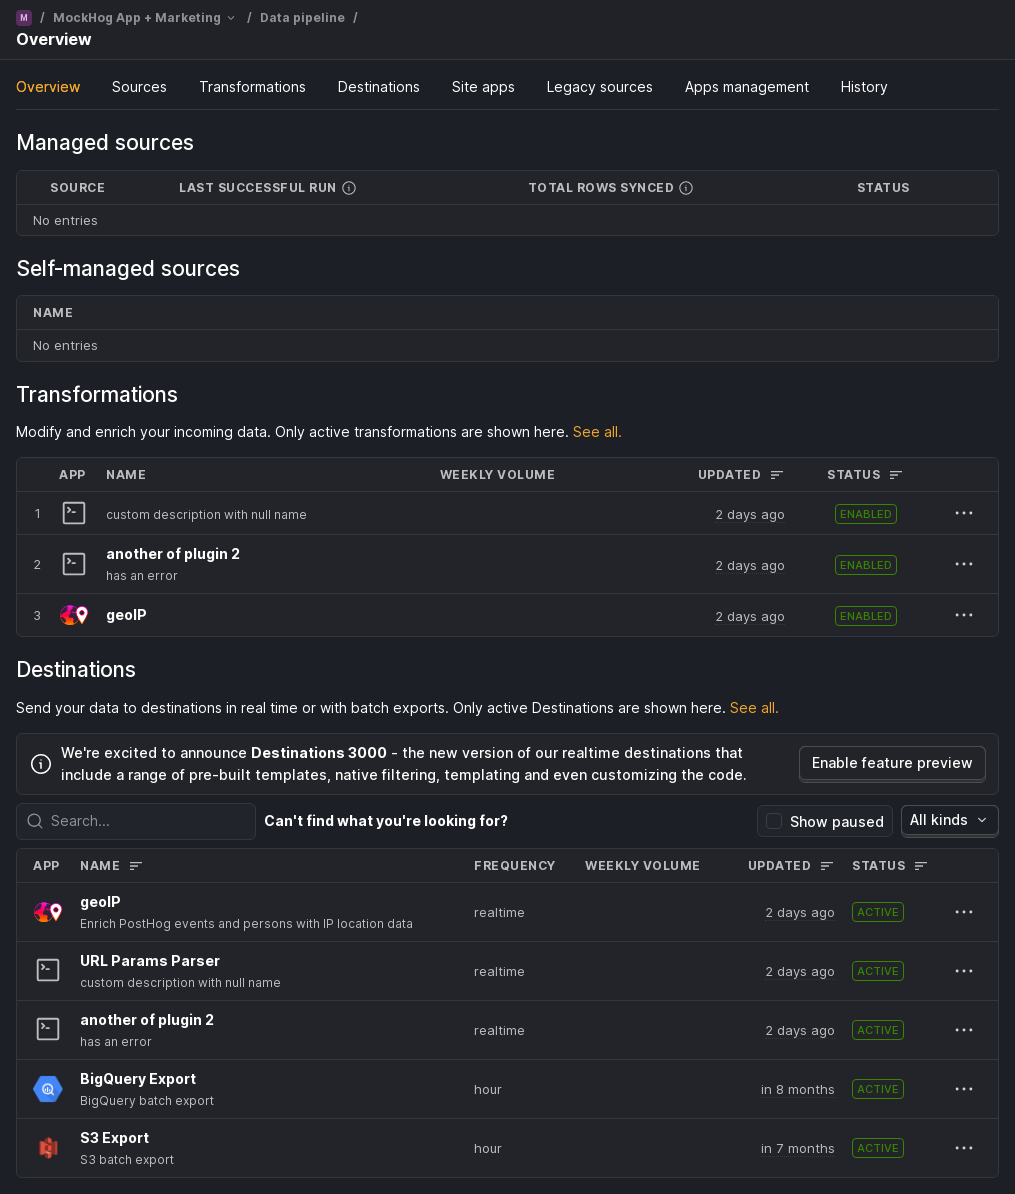 M / MockHog App + Marketing / Data pipeline /
Overview
Overview Sources Transformations Destinations Site apps Legacy sources Apps management History
Managed sources
SOURCE LAST SUCCESSFUL RUN TOTAL ROWS SYNCED STATUS
No entries
Self-managed sources
NAME
No entries
Transformations
Modify and enrich your incoming data. Only active transformations are shown here. See all.
APP NAME WEEKLY VOLUME UPDATED STATUS
1 custom description with null name 2 days ago ENABLED
another of plugin 2
2 2 days ago ENABLED
has an error
3 geoIP 2 days ago ENABLED
Destinations
Send your data to destinations in real time or with batch exports. Only active Destinations are shown here. See all.
We're excited to announce Destinations 3000 - the new version of our realtime destinations that
include a range of pre-built templates, native filtering, templating and even customizing the code.
Enable feature preview
Search... Can't find what you're looking for? Show paused All kinds
APP NAME FREQUENCY WEEKLY VOLUME UPDATED STATUS
geoIP
Enrich PostHog events and persons with IP location data
realtime 2 days ago ACTIVE
URL Params Parser
custom description with null name
realtime 2 days ago ACTIVE
another of plugin 2
has an error
realtime 2 days ago ACTIVE
BigQuery Export
BigQuery batch export
hour in 8 months ACTIVE
S3 Export
S3 batch export
hour in 7 months ACTIVE